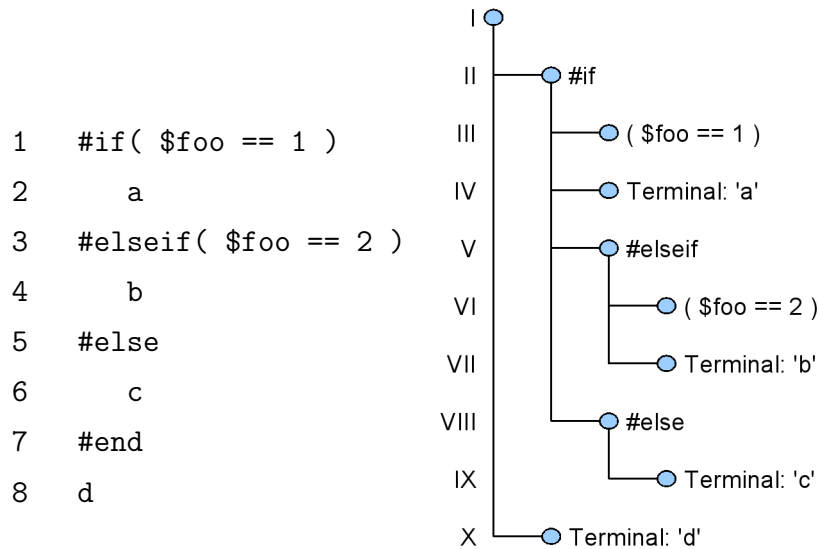 1 #if( $foo == 1 )
2 a
3 #elseif( $foo == 2 )
4 b
5 #else
6 c
7 #end
8 d
I
II #if
III ( $foo == 1 )
IV Terminal: 'a'
V #elseif
VI ( $foo == 2 )
VII Terminal: 'b'
VIII #else
IX Terminal: 'c'
X Terminal: 'd'